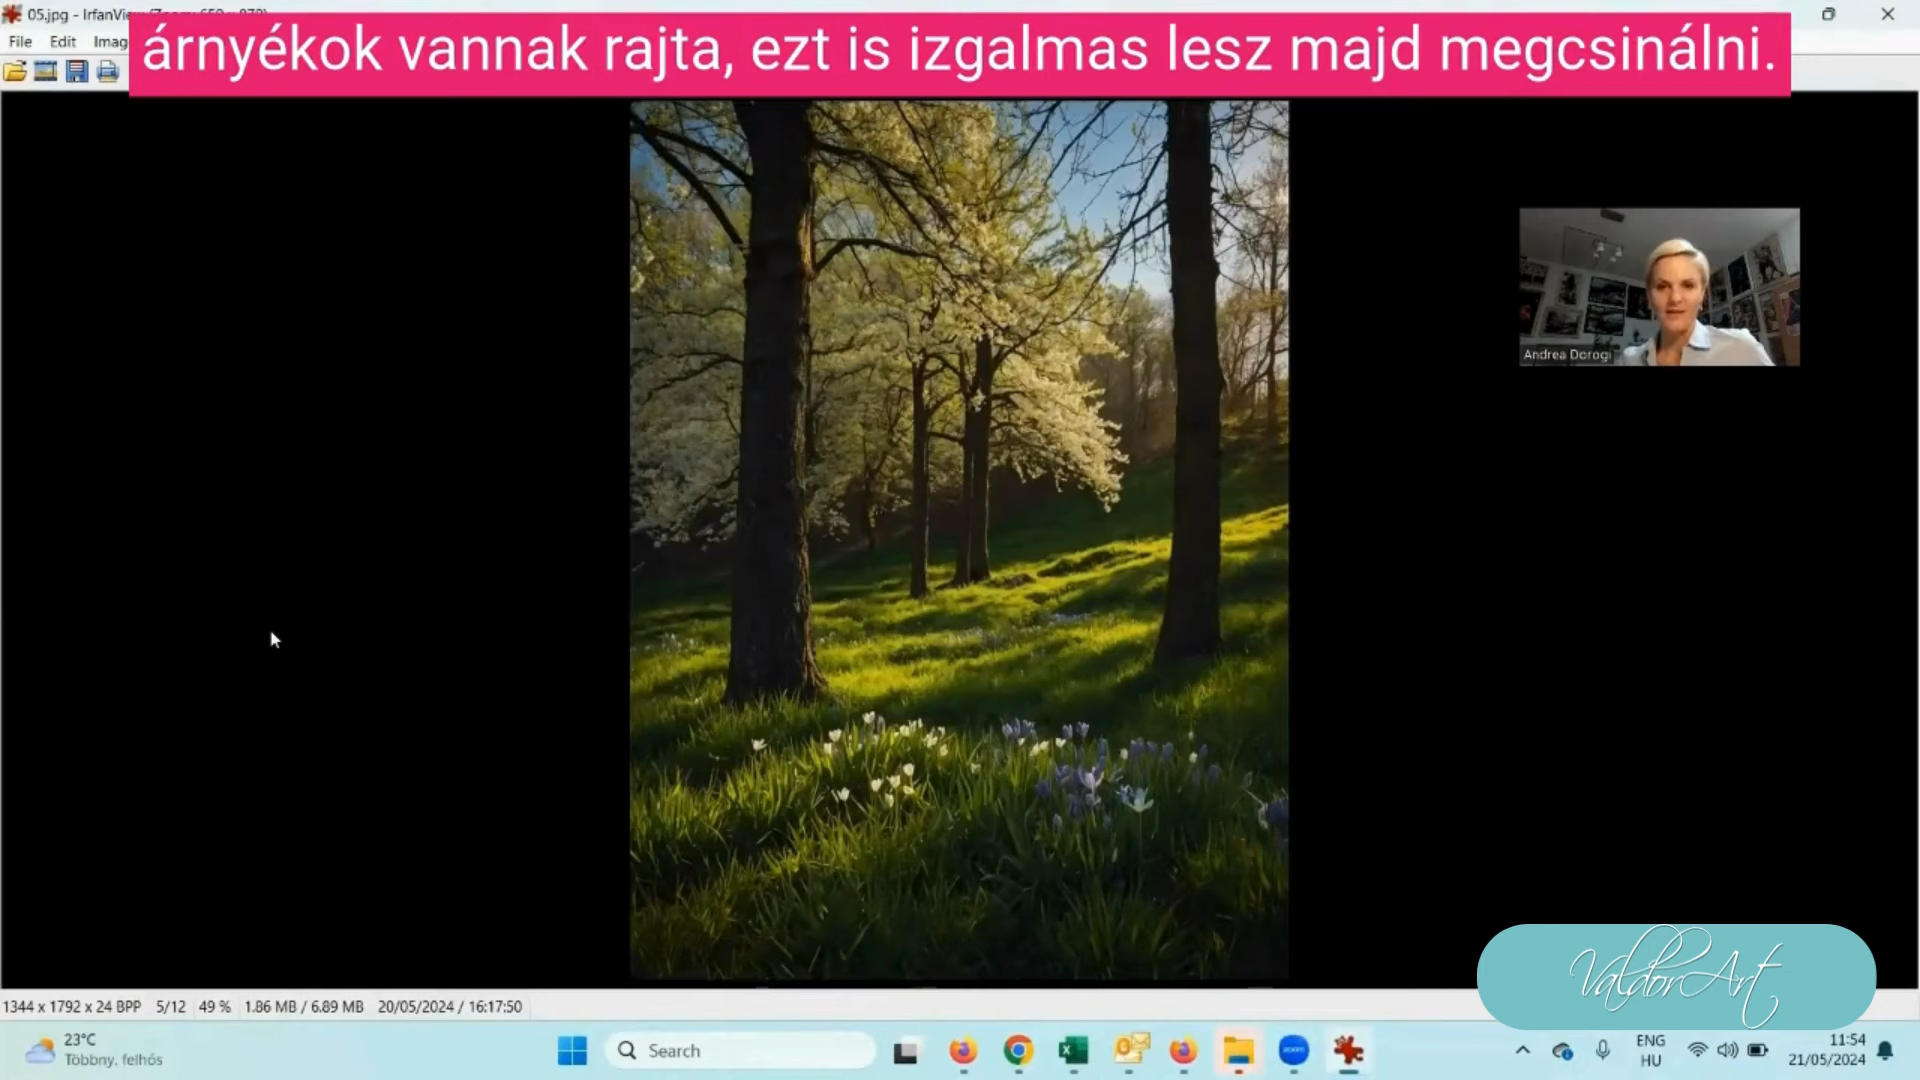 05.jpg - IrfanView
File Edit Imag
árnyékok vannak rajta, ezt is izgalmas lesz majd megcsinálni.
Andrea Dorogi
ValdorArt
1344 x 1792 x 24 BPP 5/12 49 % 1.86 MB / 6.89 MB 20/05/2024 / 16:17:50
23°C
Többny. felhős
Search
zoom
ENG
HU
11:54
21/05/2024